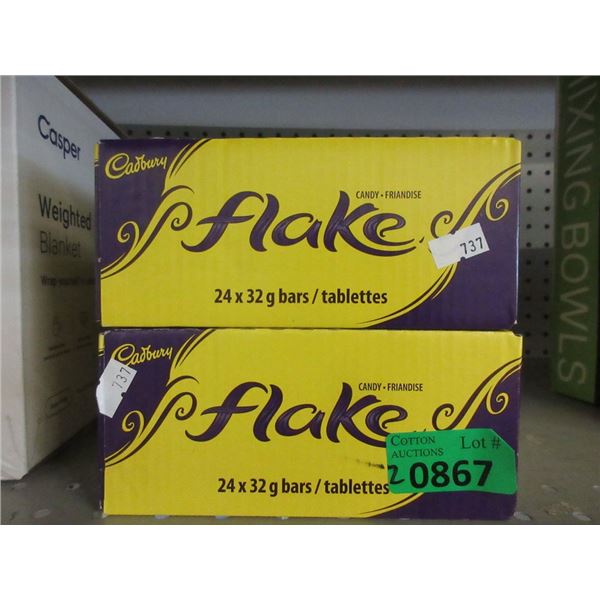 Casper
Weighted
Blanket
Cadbury
CANDY • FRIANDISE
flake
737
24 x 32 g bars / tablettes
Cadbury
737
CANDY • FRIANDISE
flake
24 x 32 g bars / tablettes
COTTON
AUCTIONS
Lot #
2 0867
MIXING BOWLS